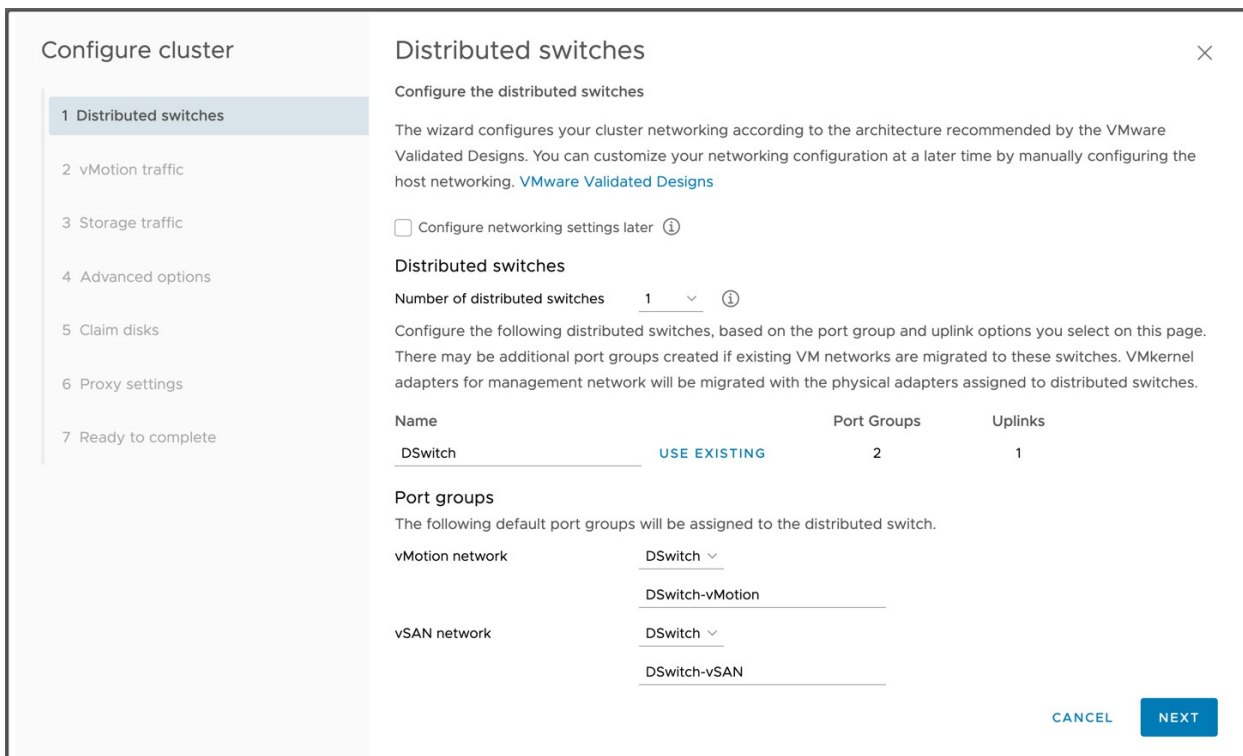 Configure cluster
1 Distributed switches
2 vMotion traffic
3 Storage traffic
4 Advanced options
5 Claim disks
6 Proxy settings
7 Ready to complete
Distributed switches
Configure the distributed switches
The wizard configures your cluster networking according to the architecture recommended by the VMware
Validated Designs. You can customize your networking configuration at a later time by manually configuring the
host networking. VMware Validated Designs
Configure networking settings later
Distributed switches
Number of distributed switches 1
Configure the following distributed switches, based on the port group and uplink options you select on this page.
There may be additional port groups created if existing VM networks are migrated to these switches. VMkernel
adapters for management network will be migrated with the physical adapters assigned to distributed switches.
Name Port Groups Uplinks
DSwitch USE EXISTING 2 1
Port groups
The following default port groups will be assigned to the distributed switch.
vMotion network DSwitch
DSwitch-vMotion
vSAN network DSwitch
DSwitch-vSAN
CANCEL NEXT